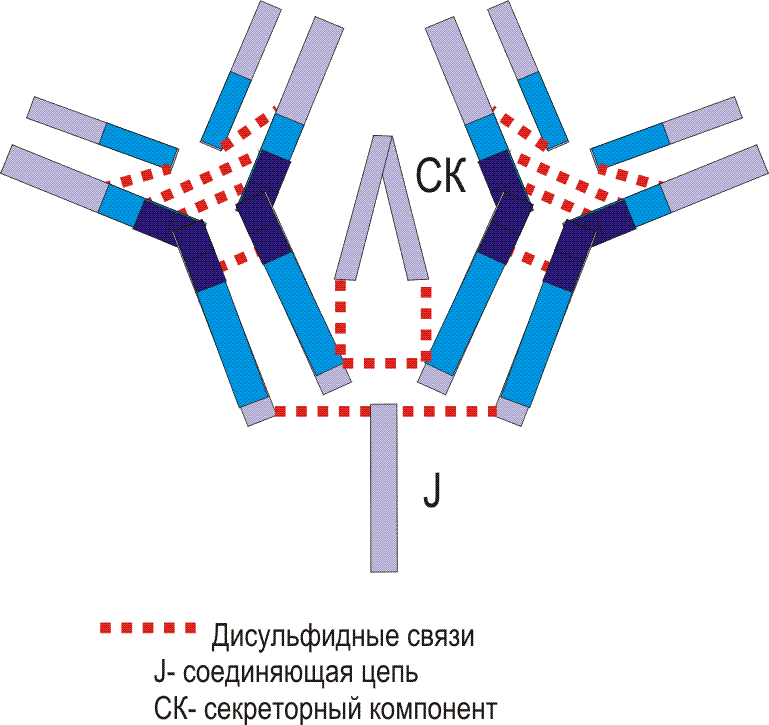 СК
J
Дисульфидные связи
J- соединяющая цепь
СК- секреторный компонент